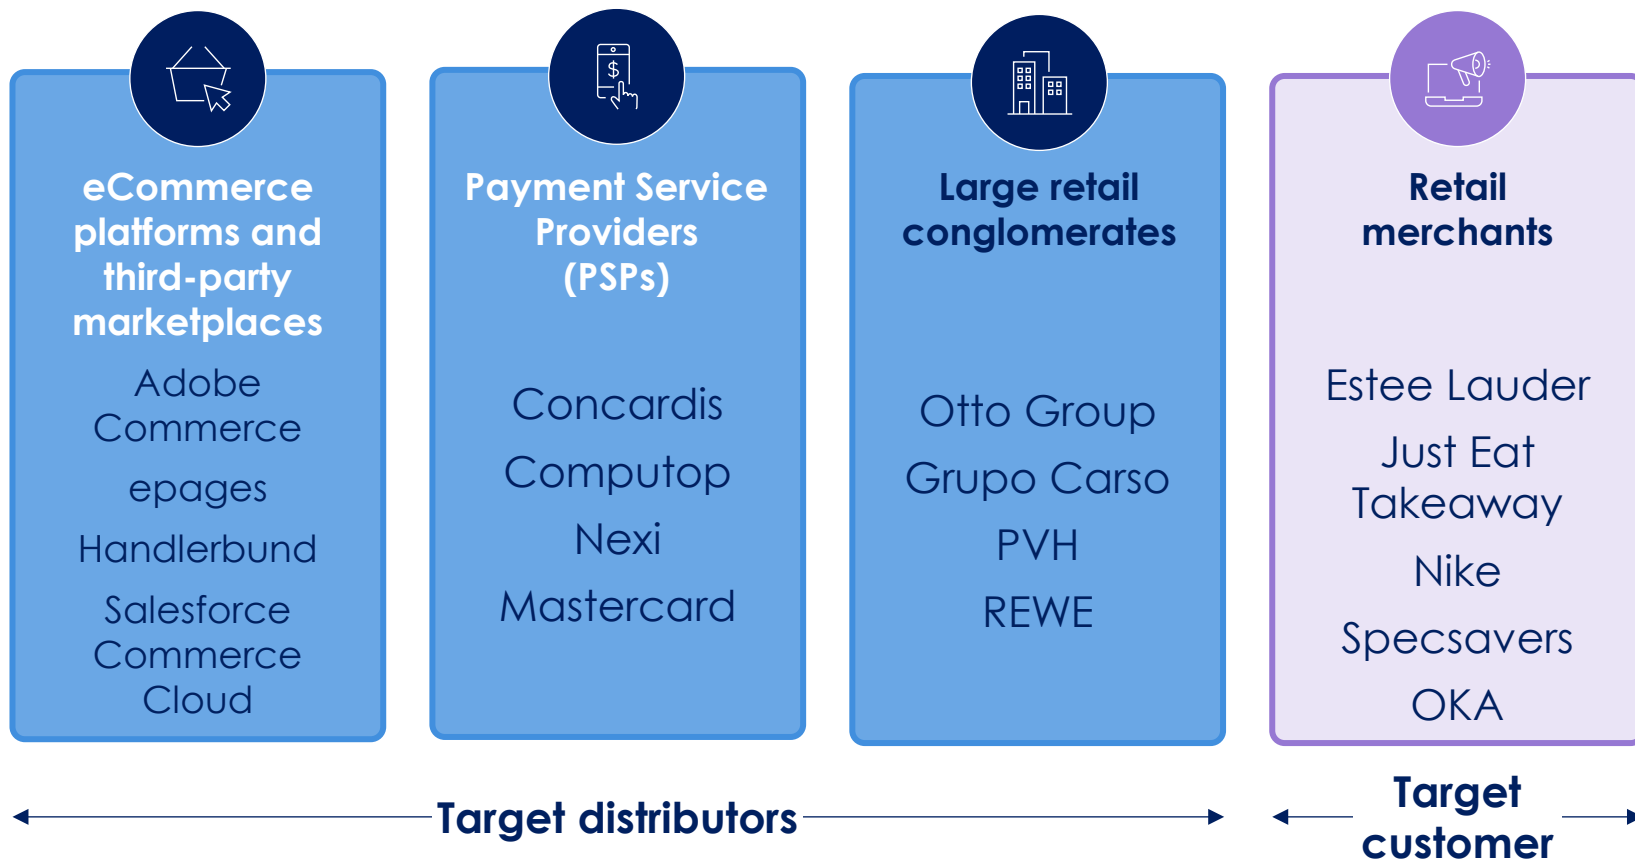 eCommerce
platforms and
third-party
marketplaces
Adobe
Commerce
epages
Handlerbund
Salesforce
Commerce
Cloud
$
Payment Service
Providers
(PSPs)
Concardis
Computop
Nexi
Mastercard
Large retail
conglomerates
Otto Group
Grupo Carso
PVH
REWE
Retail
merchants
Estee Lauder
Just Eat
Takeaway
Nike
Specsavers
OKA
Target distributors
Target
customer